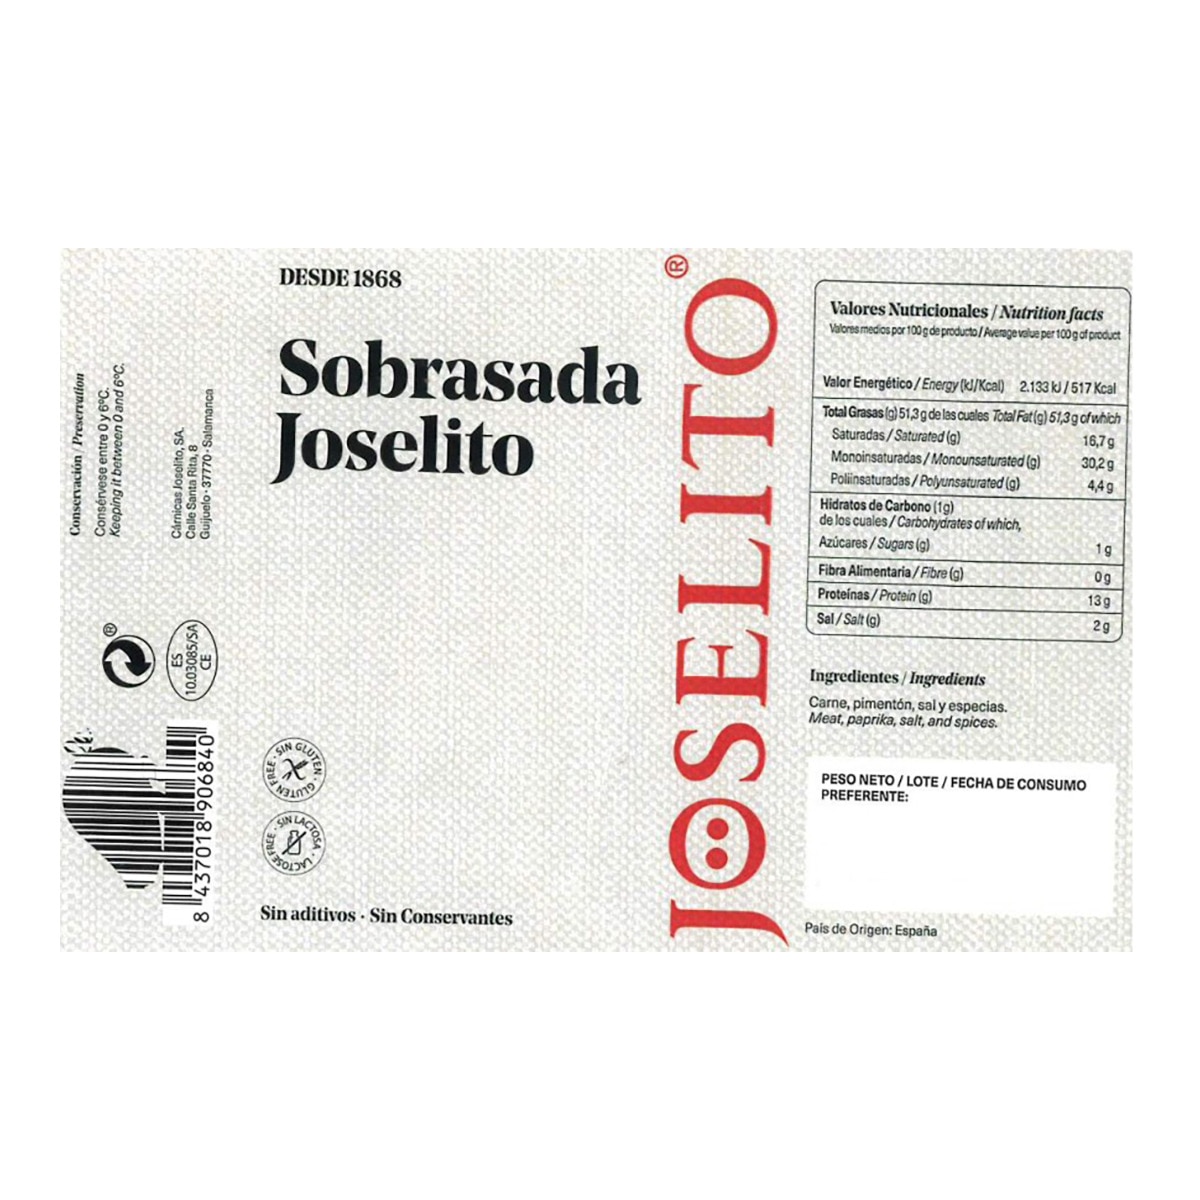 Conservación / Preservation
Consérvese entre 0 y 6ºC.
Keeping it between 0 and 6ºC.
Cárnicas Joselito, SA.
Calle Santa Rita, 8
Guijuelo · 37770 · Salamanca
®
ES
10.03085/SA
CE
8 437018 906840
DESDE 1868
Sobrasada
Joselito
SIN GLUTEN · GLUTEN FREE ·
SIN LACTOSA · LACTOSE FREE ·
Sin aditivos · Sin Conservantes
JOSELITO®
Valores Nutricionales / Nutrition facts
Valores medios por 100 g de producto / Average value per 100 g of product
Valor Energético / Energy (kJ/Kcal) 2.133 kJ / 517 Kcal
Total Grasas (g) 51,3 g de las cuales Total Fat (g) 51,3 g of which
Saturadas / Saturated (g) 16,7 g
Monoinsaturadas / Monounsaturated (g) 30,2 g
Poliinsaturadas / Polyunsaturated (g) 4,4 g
Hidratos de Carbono (1g)
de los cuales / Carbohydrates of which,
Azúcares / Sugars (g) 1 g
Fibra Alimentaria / Fibre (g) 0 g
Proteínas / Protein (g) 13 g
Sal / Salt (g) 2 g
Ingredientes / Ingredients
Carne, pimentón, sal y especias.
Meat, paprika, salt, and spices.
PESO NETO / LOTE / FECHA DE CONSUMO
PREFERENTE:
País de Origen: España